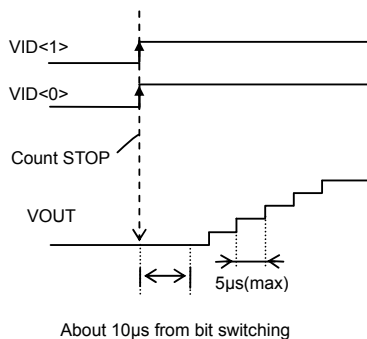 VID<1>
VID<0>
Count STOP
VOUT
5µs(max)
About 10µs from bit switching